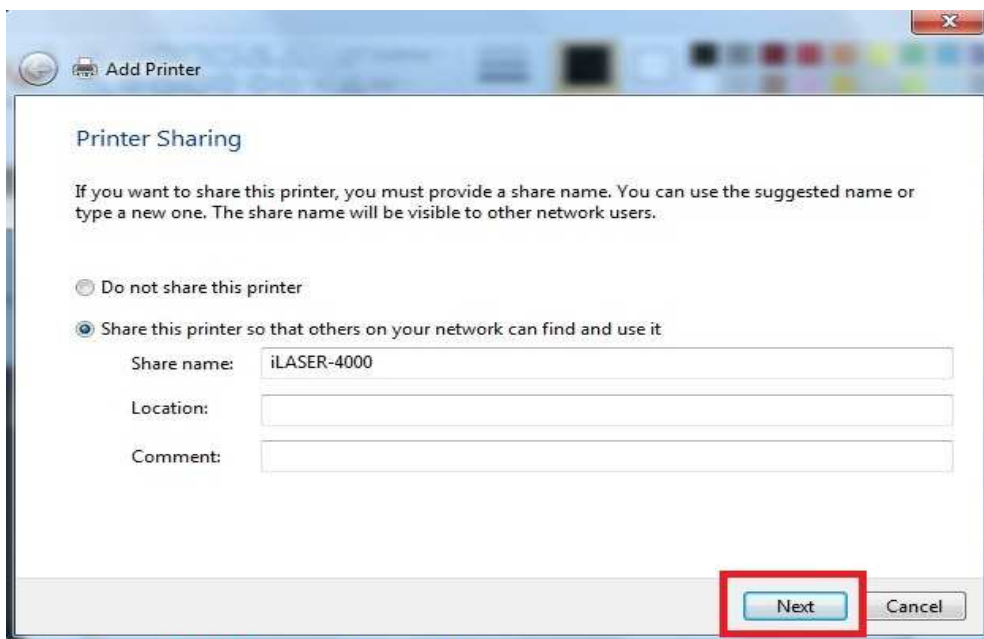 Add Printer
Printer Sharing
If you want to share this printer, you must provide a share name. You can use the suggested name or
type a new one. The share name will be visible to other network users.
Do not share this printer
Share this printer so that others on your network can find and use it
Share name: iLASER-4000
Location:
Comment:
Next Cancel